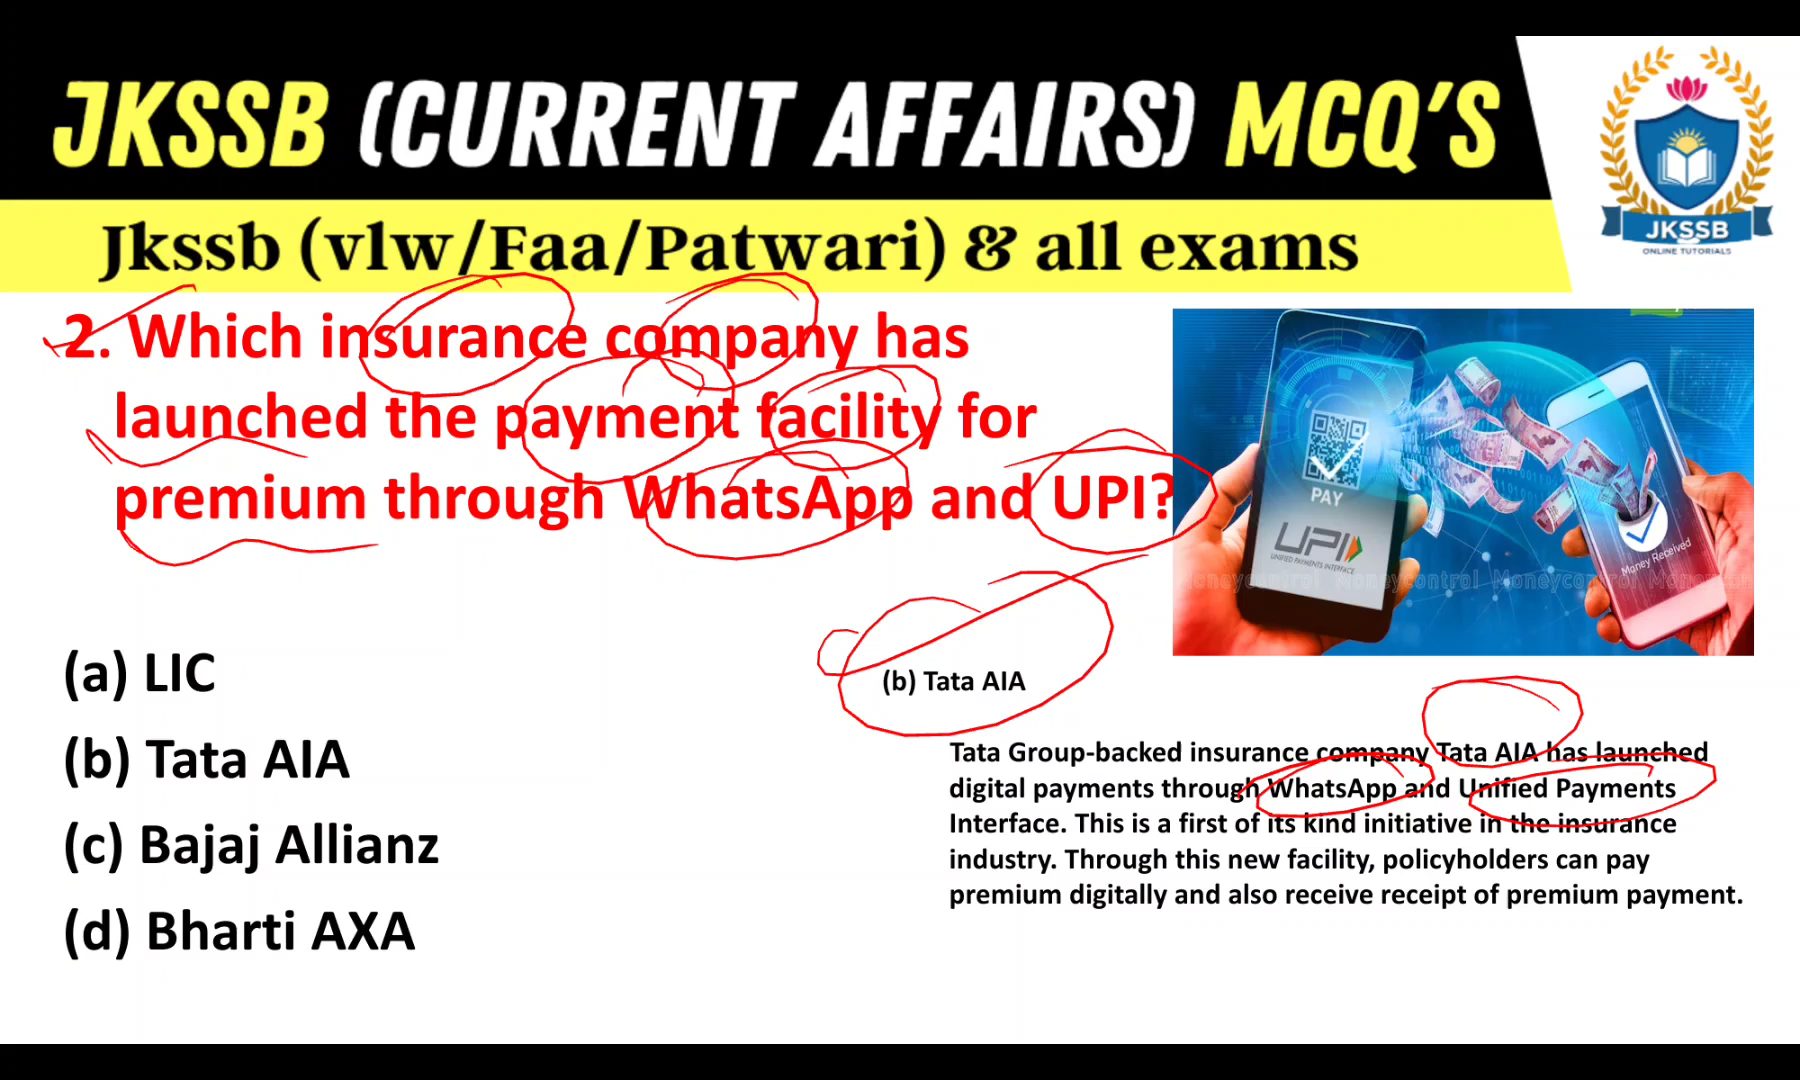 JKSSB (CURRENT AFFAIRS) MCQ'S
Jkssb (vlw/Faa/Patwari) & all exams
JKSSB
ONLINE TUTORIALS
2. Which insurance company has
launched the payment facility for
premium through WhatsApp and UPI?
PAY
UPI
UNIFIED PAYMENTS INTERFACE
Money Received
Moneycontrol Moneycontrol Moneycontrol
(a) LIC
(b) Tata AIA
(c) Bajaj Allianz
(d) Bharti AXA
(b) Tata AIA
Tata Group-backed insurance company Tata AIA has launched
digital payments through WhatsApp and Unified Payments
Interface. This is a first of its kind initiative in the insurance
industry. Through this new facility, policyholders can pay
premium digitally and also receive receipt of premium payment.